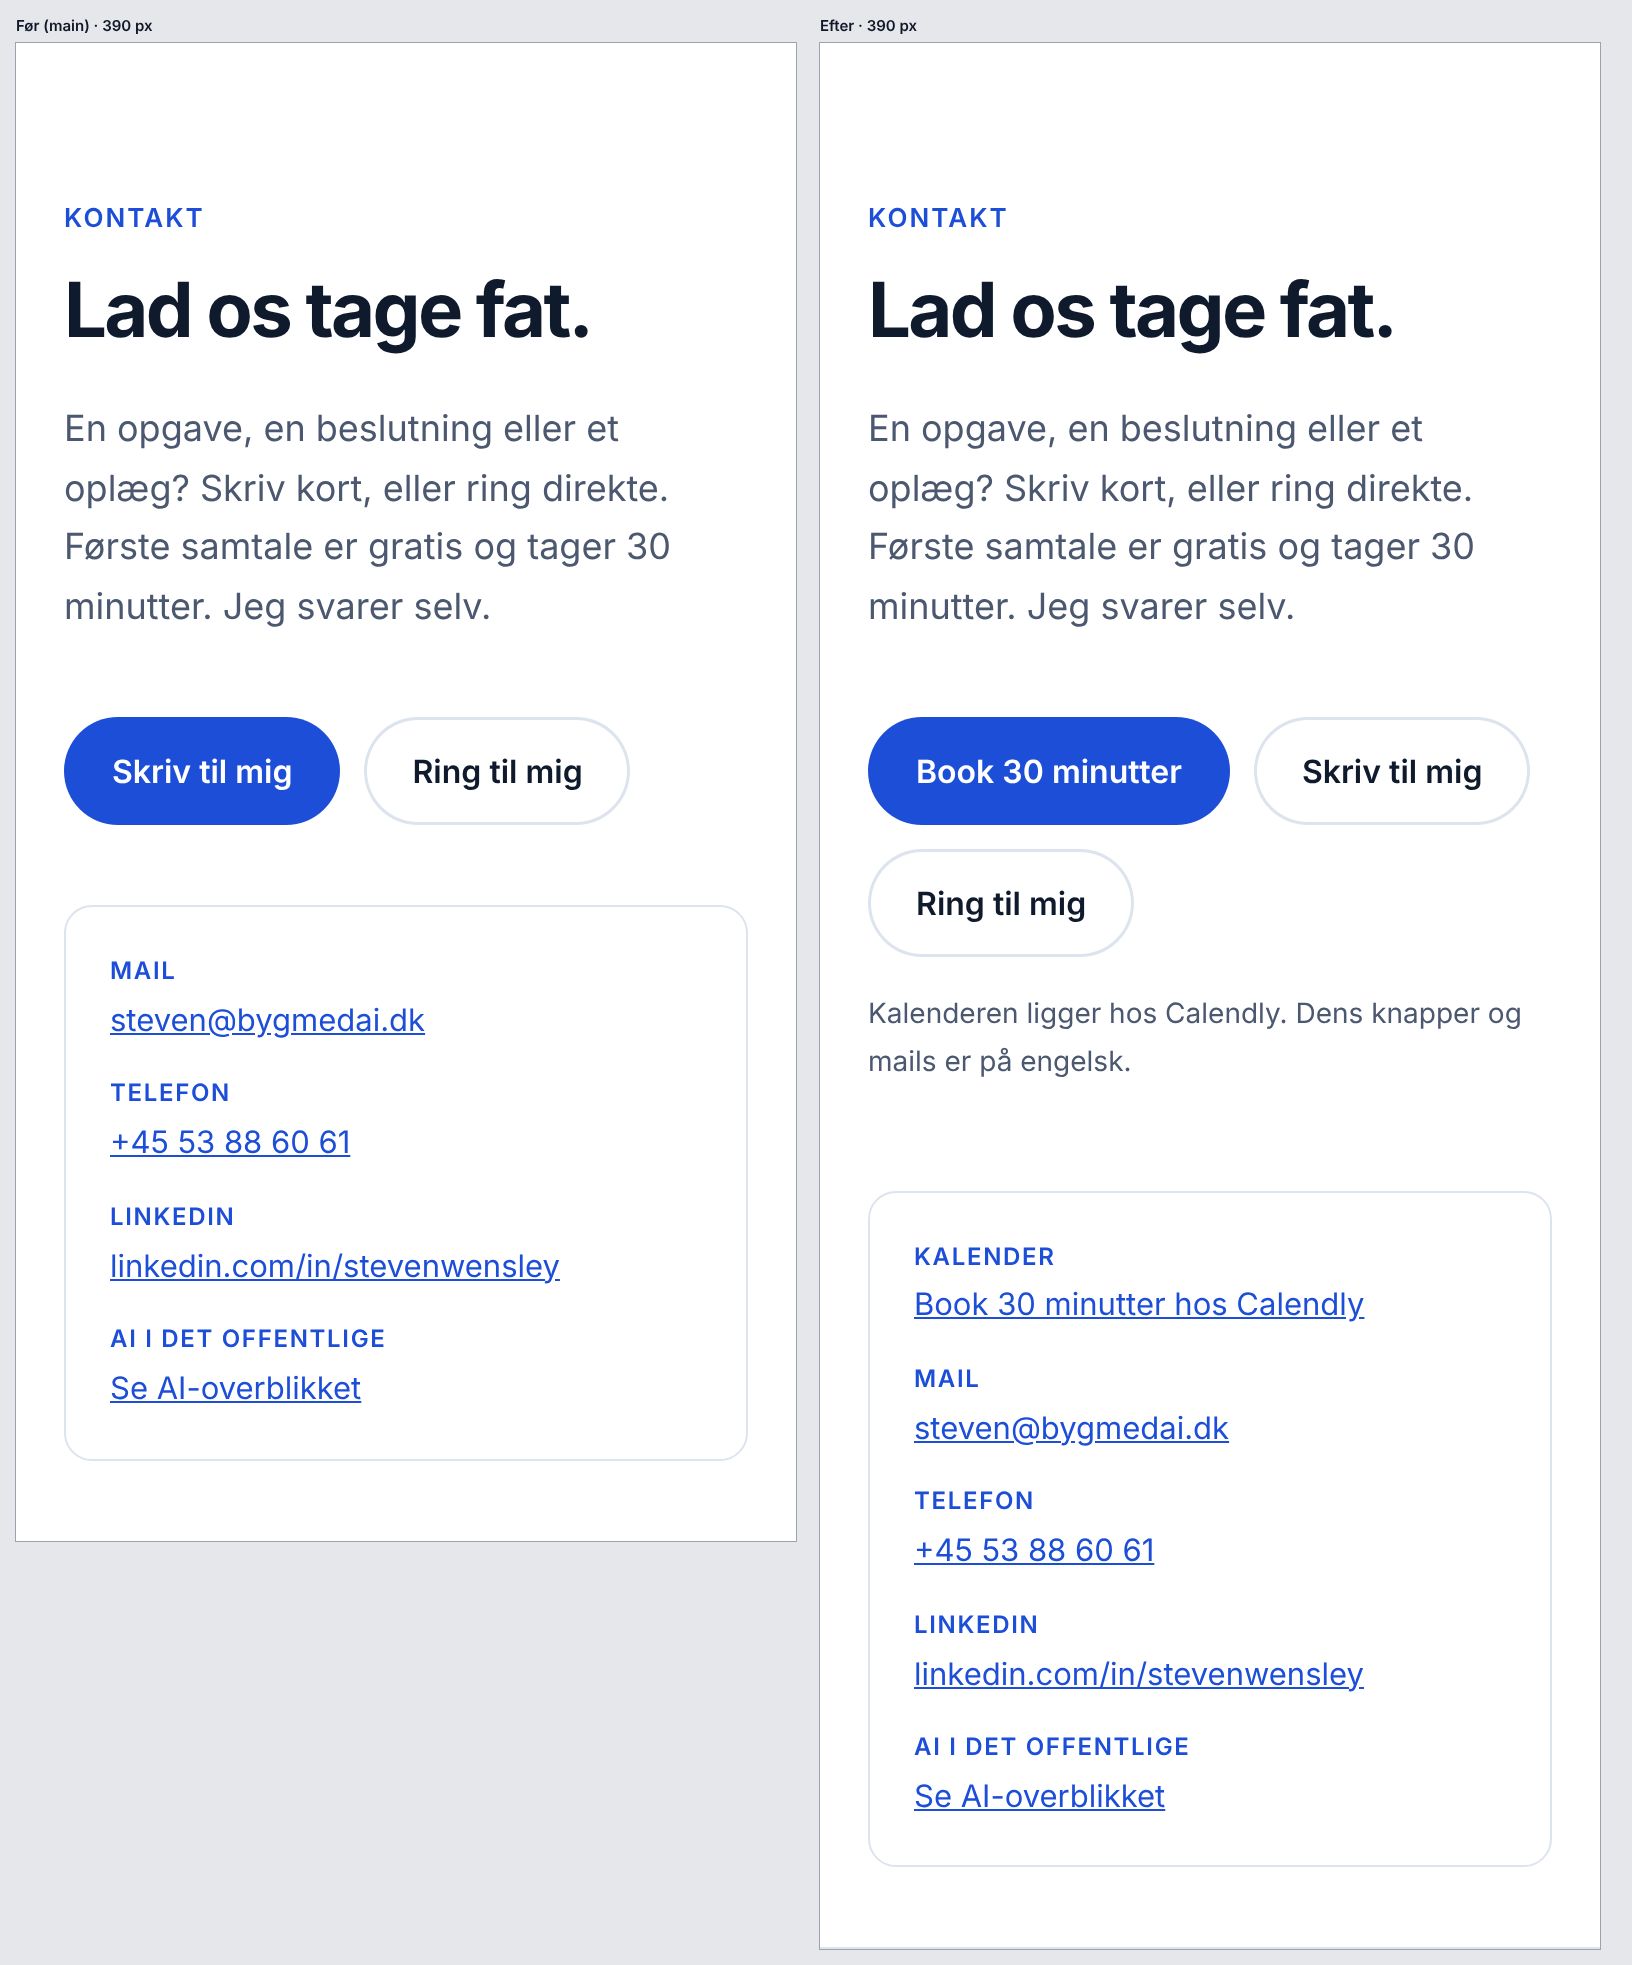 Før (main) · 390 px
KONTAKT
Lad os tage fat.
En opgave, en beslutning eller et
oplæg? Skriv kort, eller ring direkte.
Første samtale er gratis og tager 30
minutter. Jeg svarer selv.
Skriv til mig
Ring til mig
MAIL
steven@bygmedai.dk
TELEFON
+45 53 88 60 61
LINKEDIN
linkedin.com/in/stevenwensley
AI I DET OFFENTLIGE
Se AI-overblikket
Efter · 390 px
KONTAKT
Lad os tage fat.
En opgave, en beslutning eller et
oplæg? Skriv kort, eller ring direkte.
Første samtale er gratis og tager 30
minutter. Jeg svarer selv.
Book 30 minutter
Skriv til mig
Ring til mig
Kalenderen ligger hos Calendly. Dens knapper og
mails er på engelsk.
KALENDER
Book 30 minutter hos Calendly
MAIL
steven@bygmedai.dk
TELEFON
+45 53 88 60 61
LINKEDIN
linkedin.com/in/stevenwensley
AI I DET OFFENTLIGE
Se AI-overblikket